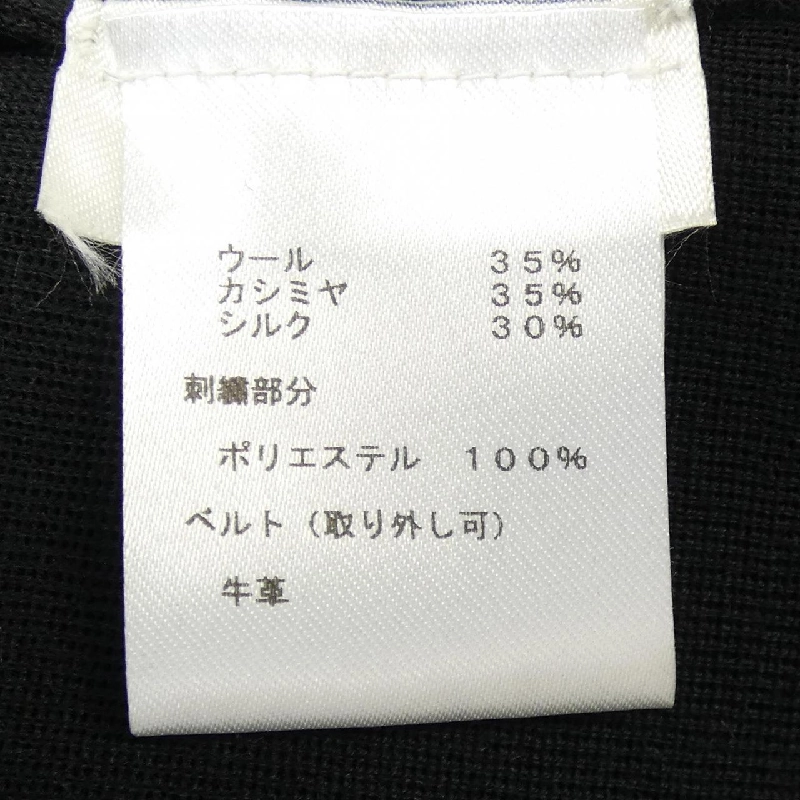 ウール ３５％
カシミヤ ３５％
シルク ３０％
刺繍部分
ポリエステル １００％
ベルト（取り外し可）
牛革